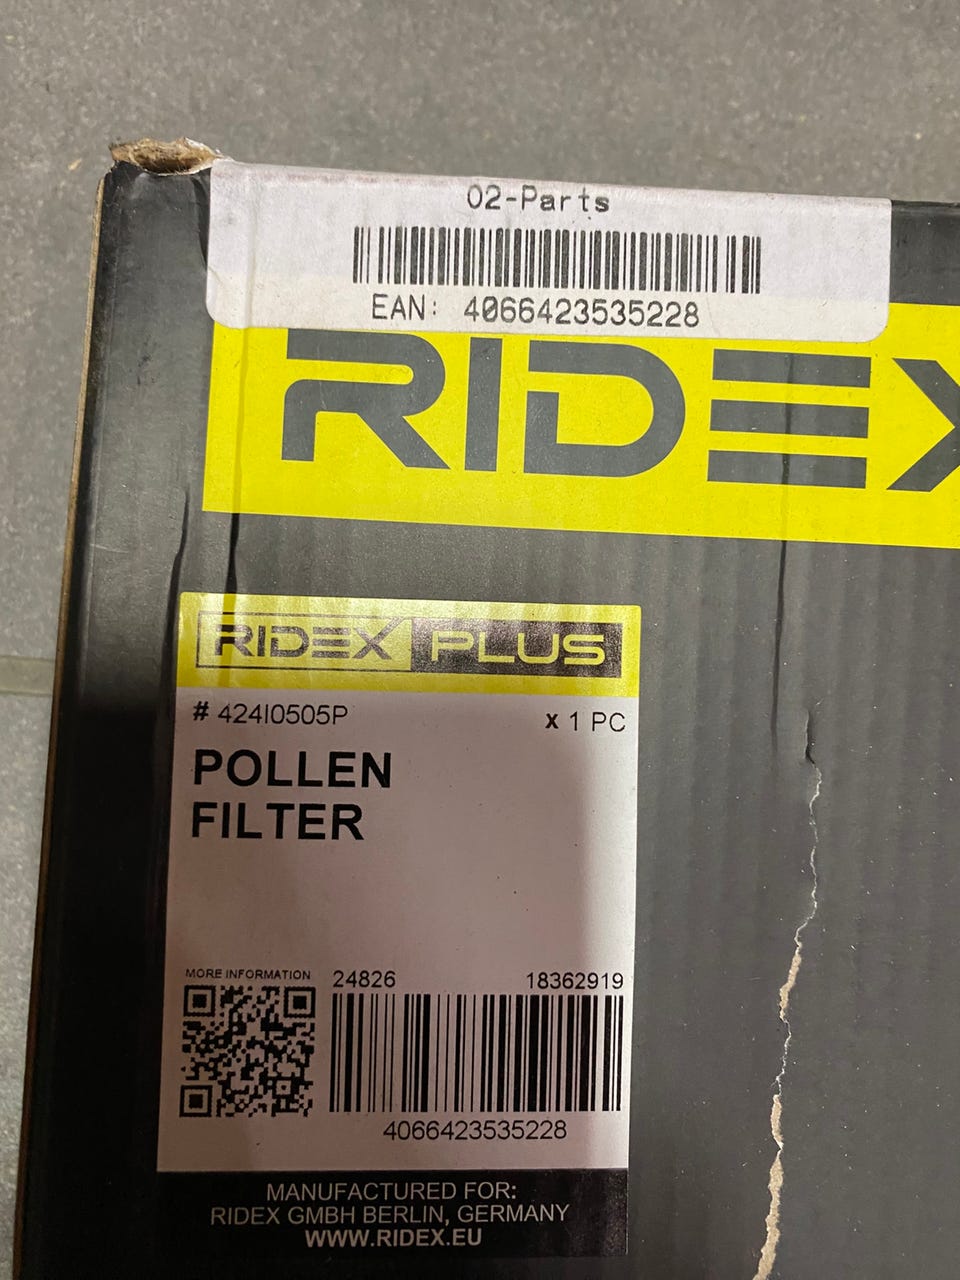 02-Parts
EAN: 4066423535228
RIDEX
RIDEX PLUS
# 424I0505P x 1 PC
POLLEN
FILTER
MORE INFORMATION 24826 18362919
4066423535228
MANUFACTURED FOR:
RIDEX GMBH BERLIN, GERMANY
WWW.RIDEX.EU